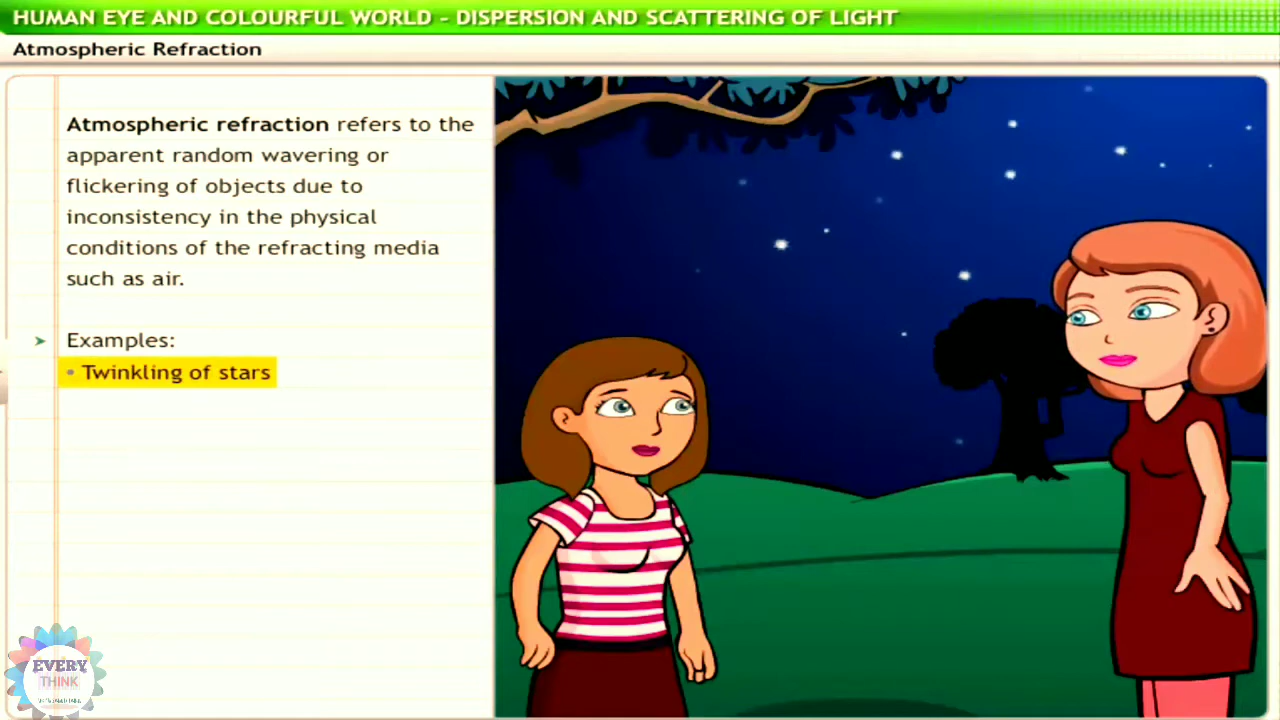 HUMAN EYE AND COLOURFUL WORLD – DISPERSION AND SCATTERING OF LIGHT
Atmospheric Refraction
Atmospheric refraction refers to the
apparent random wavering or
flickering of objects due to
inconsistency in the physical
conditions of the refracting media
such as air.
➤ Examples:
• Twinkling of stars
EVERY
THINK